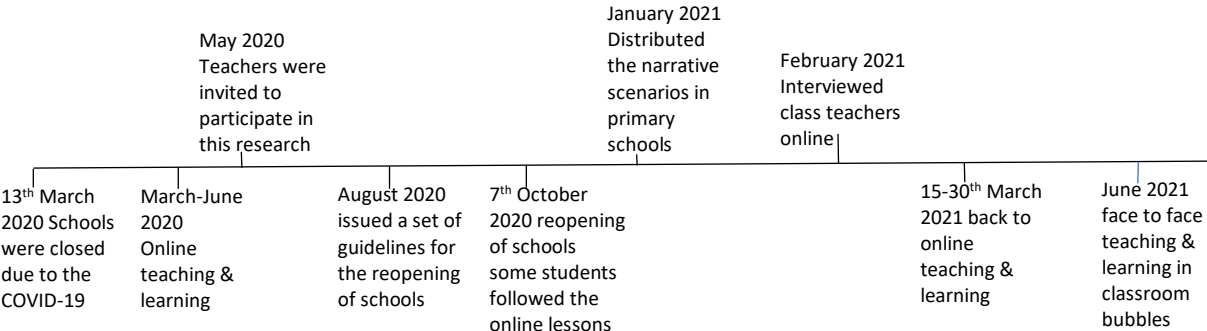 May 2020
Teachers were
invited to
participate in
this research
January 2021
Distributed
the narrative
scenarios in
primary
schools
February 2021
Interviewed
class teachers
online
13th March
2020 Schools
were closed
due to the
COVID-19
March-June
2020
Online
teaching &
learning
August 2020
issued a set of
guidelines for
the reopening
of schools
7th October
2020 reopening
of schools
some students
followed the
online lessons
15-30th March
2021 back to
online
teaching &
learning
June 2021
face to face
teaching &
learning in
classroom
bubbles